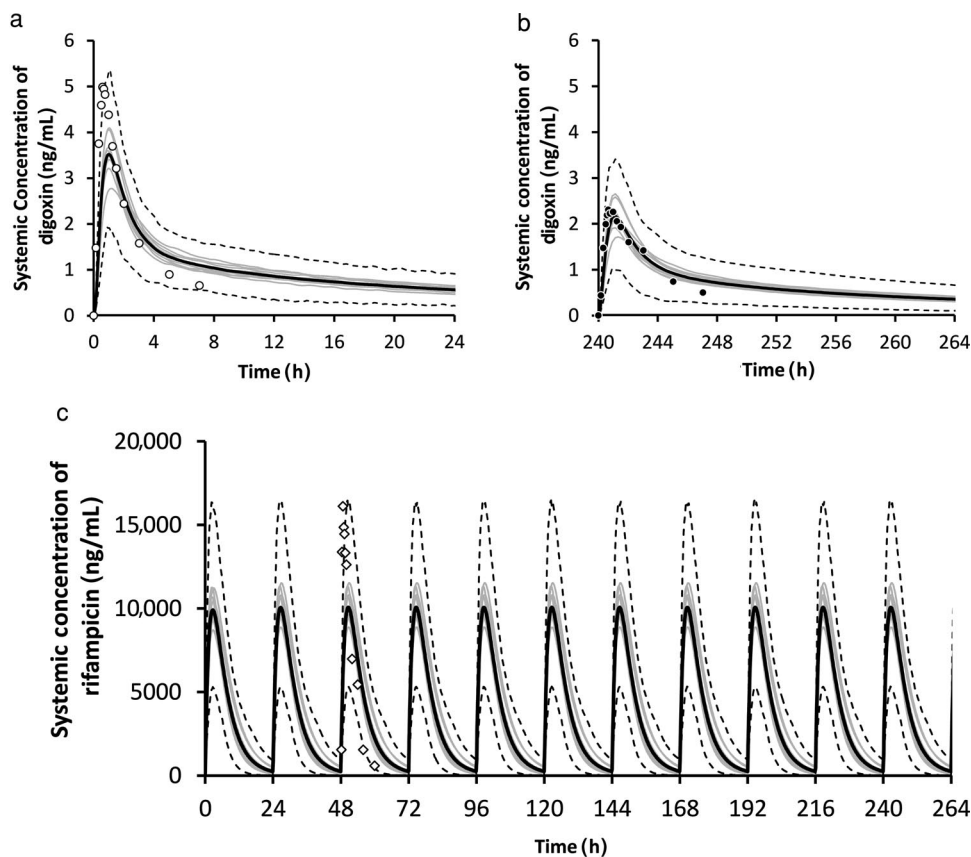 a
Systemic Concentration of
digoxin (ng/mL)
6
5
4
3
2
1
0
0 4 8 12 16 20 24
Time (h)
b
Systemic concentration of
digoxin (ng/mL)
6
5
4
3
2
1
0
240 244 248 252 256 260 264
Time (h)
c
Systemic concentration of
rifampicin (ng/mL)
20,000
15,000
10,000
5000
0
0 24 48 72 96 120 144 168 192 216 240 264
Time (h)